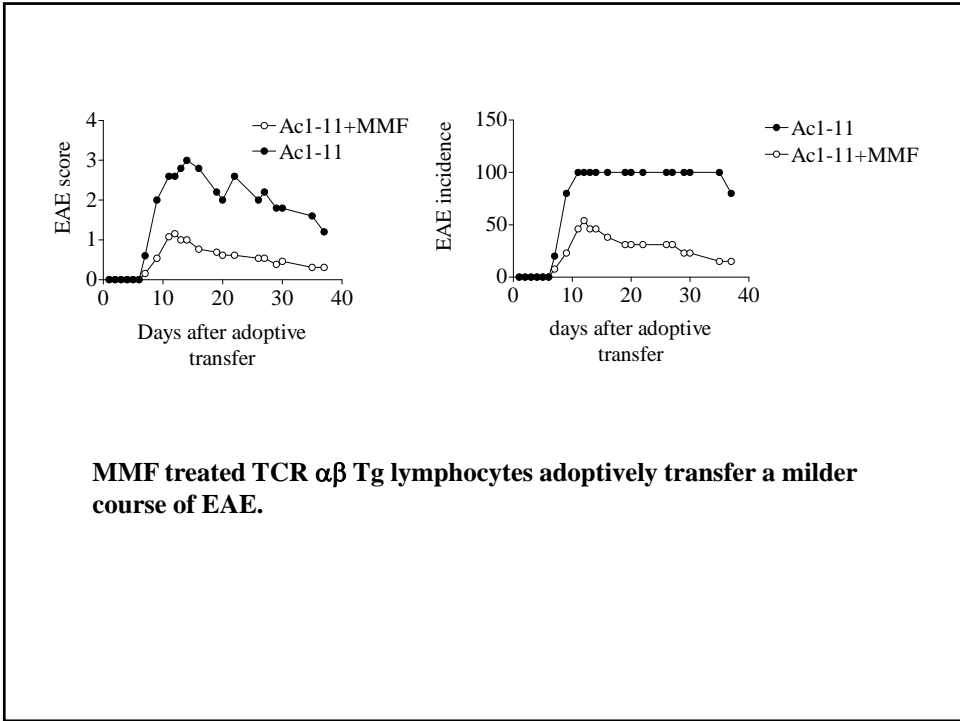 4
3
2
1
0
0 10 20 30 40
EAE score
Days after adoptive
transfer
Ac1-11+MMF
Ac1-11
150
100
50
0
0 10 20 30 40
EAE incidence
days after adoptive
transfer
Ac1-11
Ac1-11+MMF
MMF treated TCR αβ Tg lymphocytes adoptively transfer a milder
course of EAE.